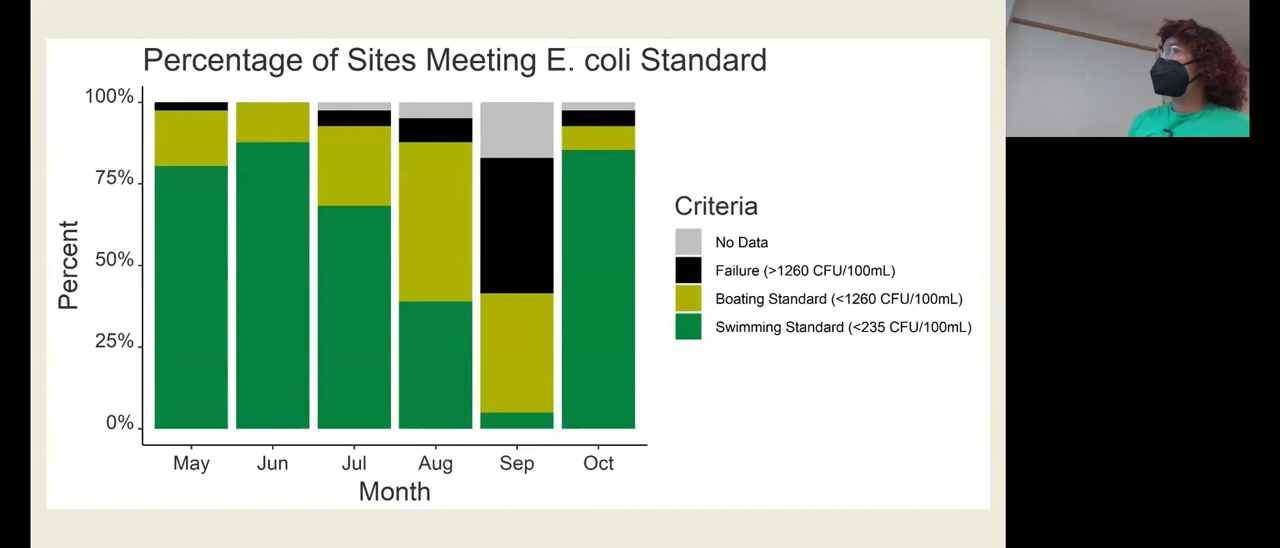 Percentage of Sites Meeting E. coli Standard
100%
75%
50%
25%
0%
Percent
May Jun Jul Aug Sep Oct
Month
Criteria
No Data
Failure (>1260 CFU/100mL)
Boating Standard (<1260 CFU/100mL)
Swimming Standard (<235 CFU/100mL)